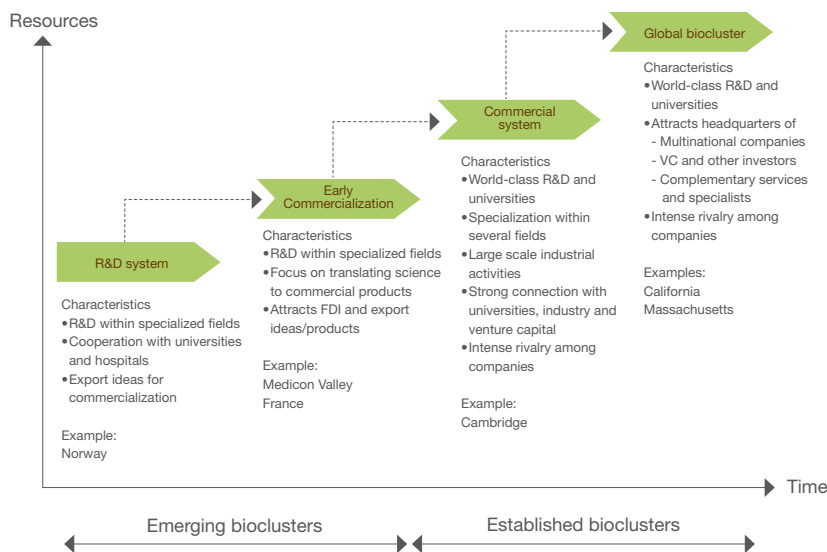 Resources
R&D system
Characteristics
•R&D within specialized fields
•Cooperation with universities
and hospitals
•Export ideas for
commercialization
Example:
Norway
Early
Commercialization
Characteristics
•R&D within specialized fields
•Focus on translating science
to commercial products
•Attracts FDI and export
ideas/products
Example:
Medicon Valley
France
Commercial
system
Characteristics
•World-class R&D and
universities
•Specialization within
several fields
•Large scale industrial
activities
•Strong connection with
universities, industry and
venture capital
•Intense rivalry among
companies
Example:
Cambridge
Global biocluster
Characteristics
•World-class R&D and
universities
•Attracts headquarters of
- Multinational companies
- VC and other investors
- Complementary services
and specialists
•Intense rivalry among
companies
Examples:
California
Massachusetts
Time
Emerging bioclusters
Established bioclusters